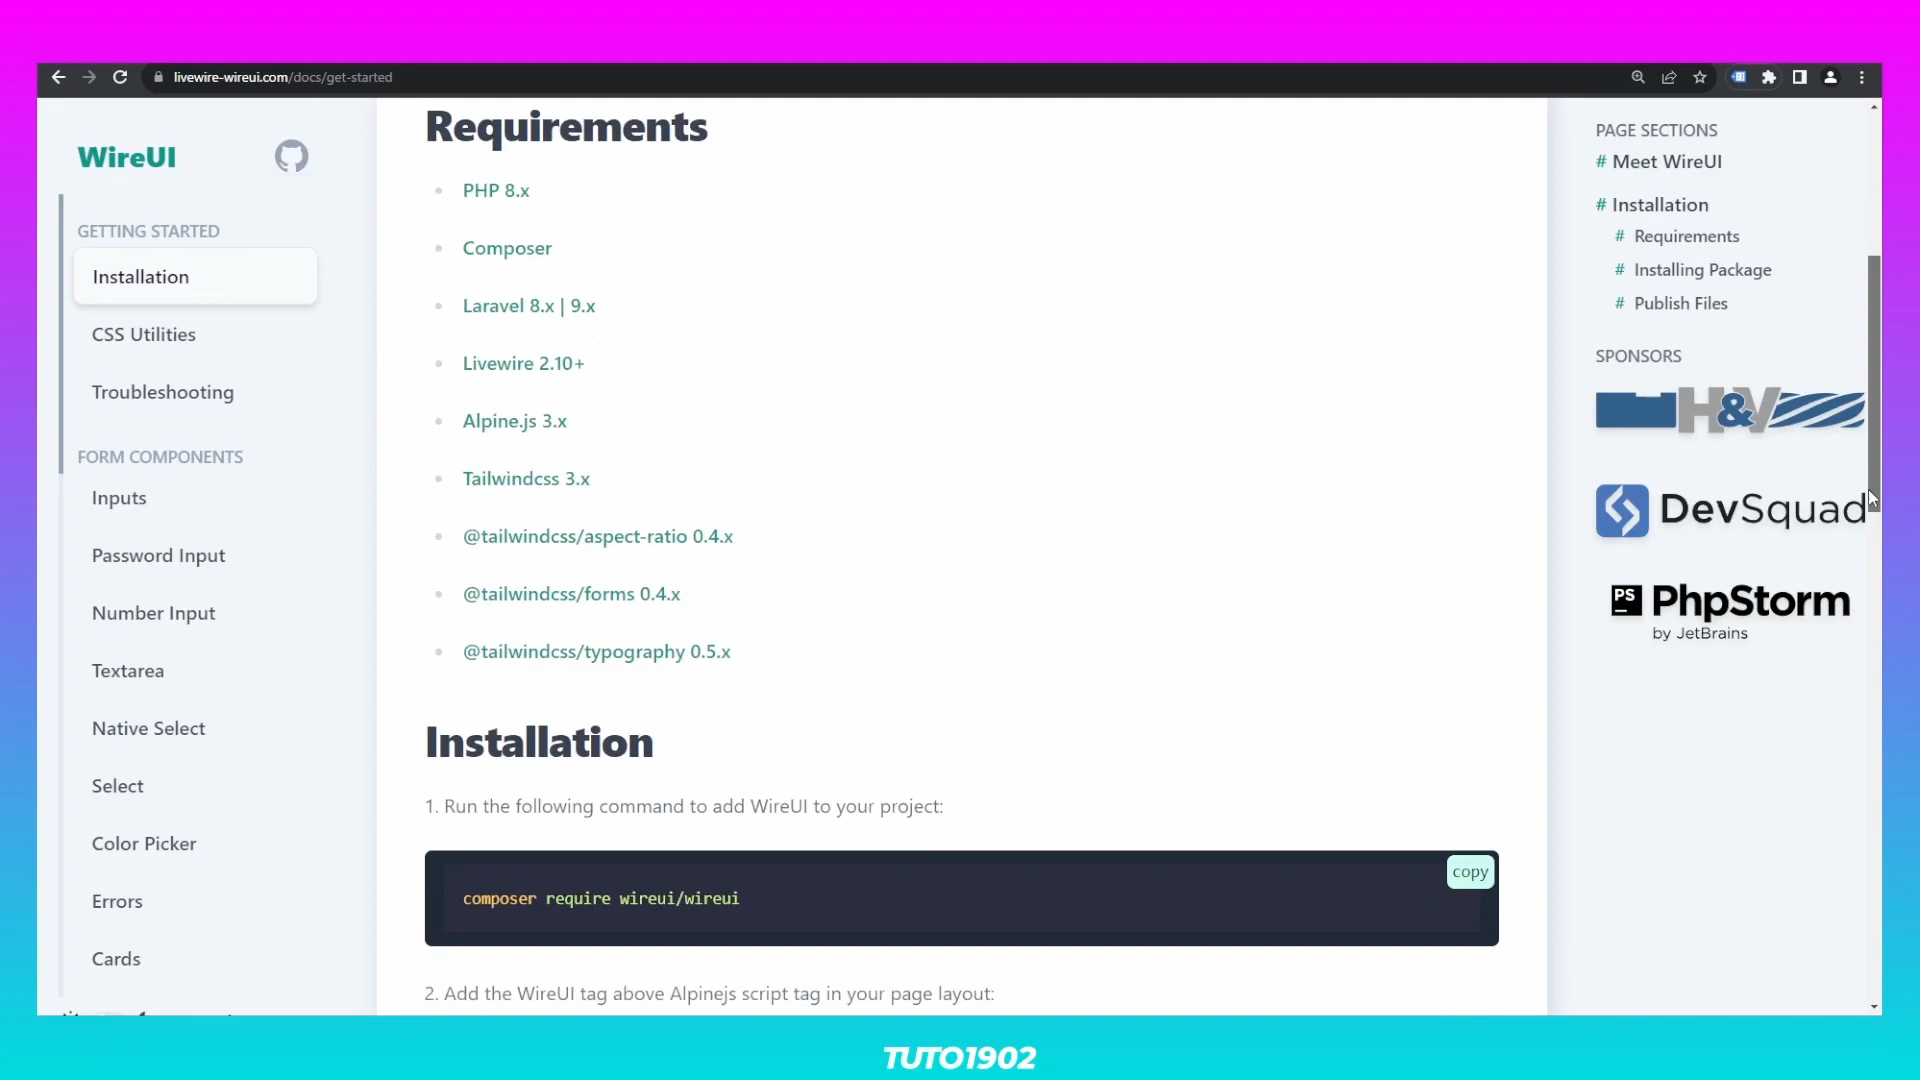 livewire-wireui.com/docs/get-started
WireUI
GETTING STARTED
Installation
CSS Utilities
Troubleshooting
FORM COMPONENTS
Inputs
Password Input
Number Input
Textarea
Native Select
Select
Color Picker
Errors
Cards
Requirements
PHP 8.x
Composer
Laravel 8.x | 9.x
Livewire 2.10+
Alpine.js 3.x
Tailwindcss 3.x
@tailwindcss/aspect-ratio 0.4.x
@tailwindcss/forms 0.4.x
@tailwindcss/typography 0.5.x
Installation
1. Run the following command to add WireUI to your project:
copy
composer require wireui/wireui
2. Add the WireUI tag above Alpinejs script tag in your page layout:
PAGE SECTIONS
# Meet WireUI
# Installation
# Requirements
# Installing Package
# Publish Files
SPONSORS
H&V
DevSquad
PS PhpStorm
by JetBrains
TUTO1902